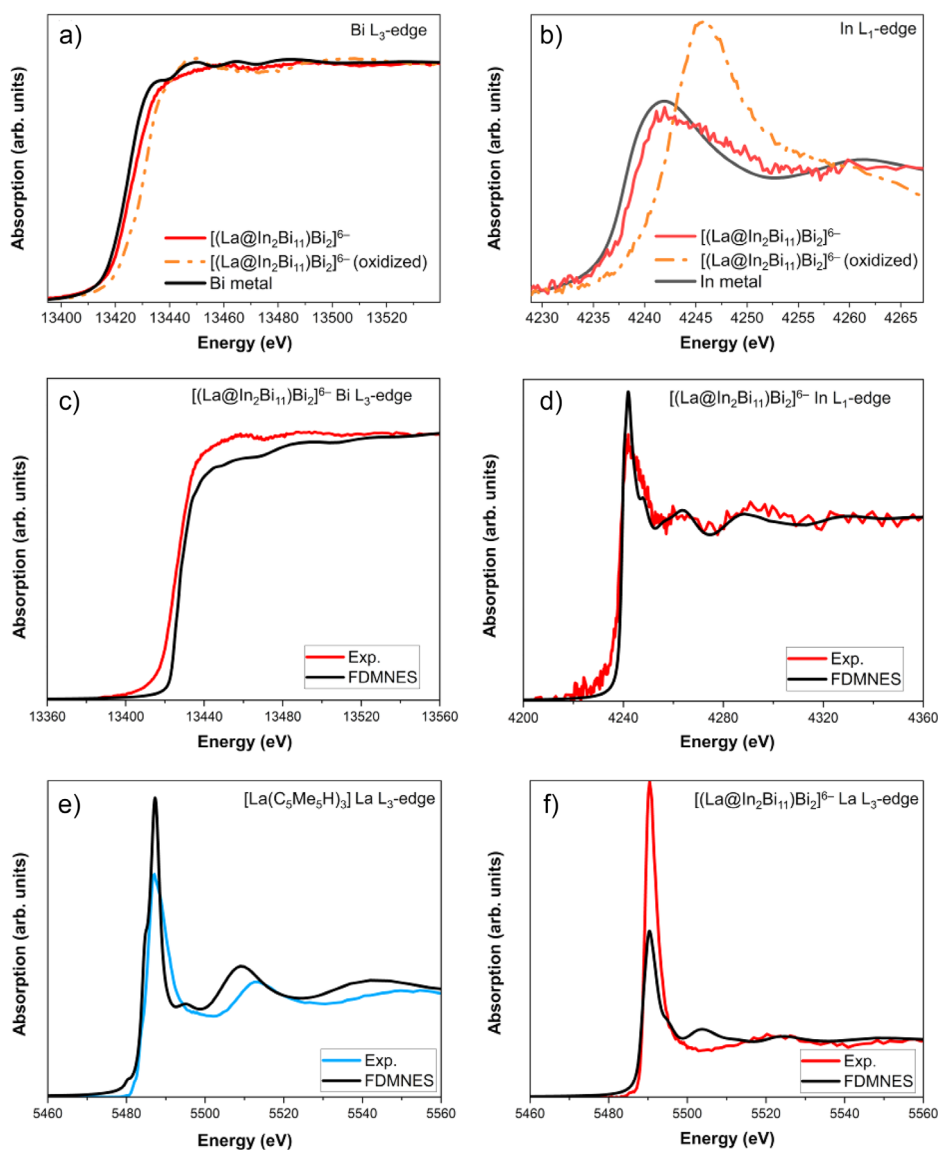 a)
Bi L₃-edge
Absorption (arb. units)
[(La@In₂Bi₁₁)Bi₂]⁶⁻
[(La@In₂Bi₁₁)Bi₂]⁶⁻ (oxidized)
Bi metal
13400 13420 13440 13460 13480 13500 13520
Energy (eV)
b)
In L₁-edge
Absorption (arb. units)
[(La@In₂Bi₁₁)Bi₂]⁶⁻
[(La@In₂Bi₁₁)Bi₂]⁶⁻ (oxidized)
In metal
4230 4235 4240 4245 4250 4255 4260 4265
Energy (eV)
c)
[(La@In₂Bi₁₁)Bi₂]⁶⁻ Bi L₃-edge
Absorption (arb. units)
Exp.
FDMNES
13360 13400 13440 13480 13520 13560
Energy (eV)
d)
[(La@In₂Bi₁₁)Bi₂]⁶⁻ In L₁-edge
Absorption (arb. units)
Exp.
FDMNES
4200 4240 4280 4320 4360
Energy (eV)
e)
[La(C₅Me₅H)₃] La L₃-edge
Absorption (arb. units)
Exp.
FDMNES
5460 5480 5500 5520 5540 5560
Energy (eV)
f)
[(La@In₂Bi₁₁)Bi₂]⁶⁻ La L₃-edge
Absorption (arb. units)
Exp.
FDMNES
5460 5480 5500 5520 5540 5560
Energy (eV)